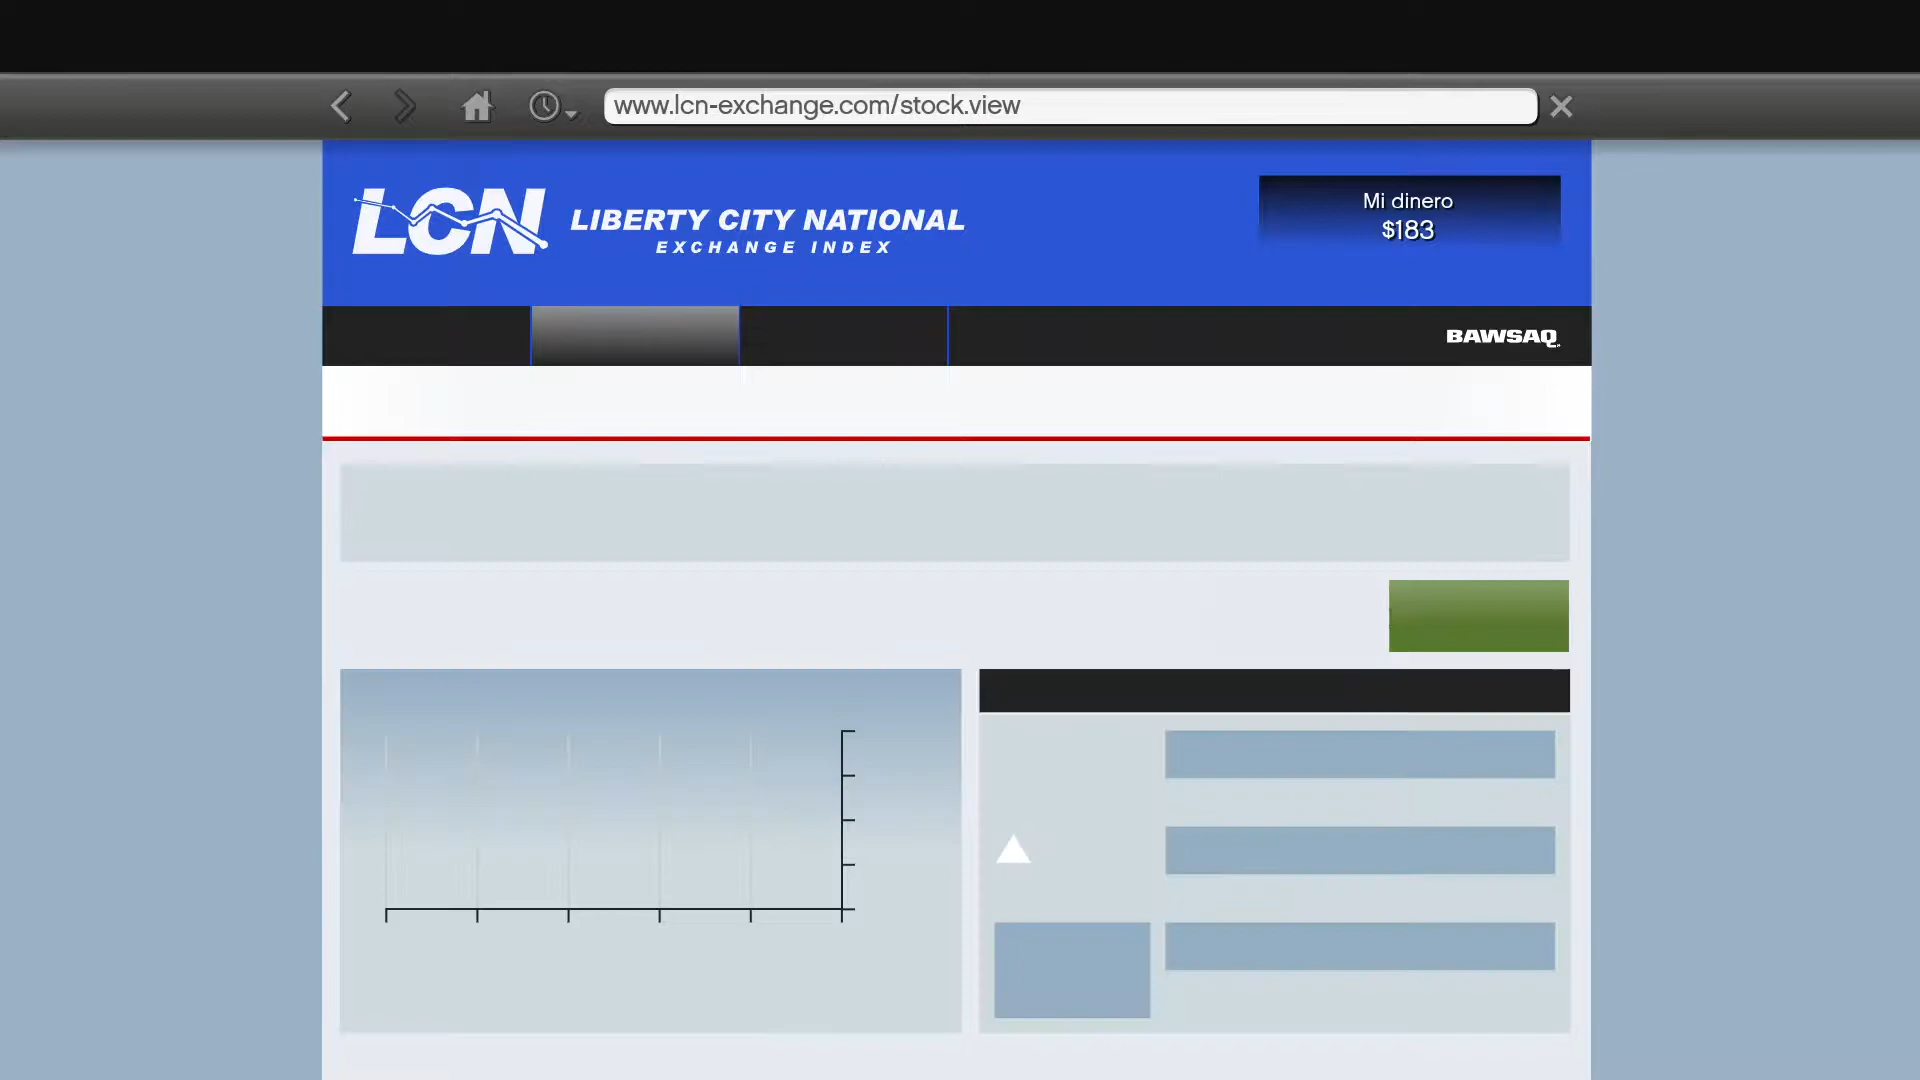 www.lcn-exchange.com/stock.view
LCN
LIBERTY CITY NATIONAL
EXCHANGE INDEX
Mi dinero
$183
BAWSAQ